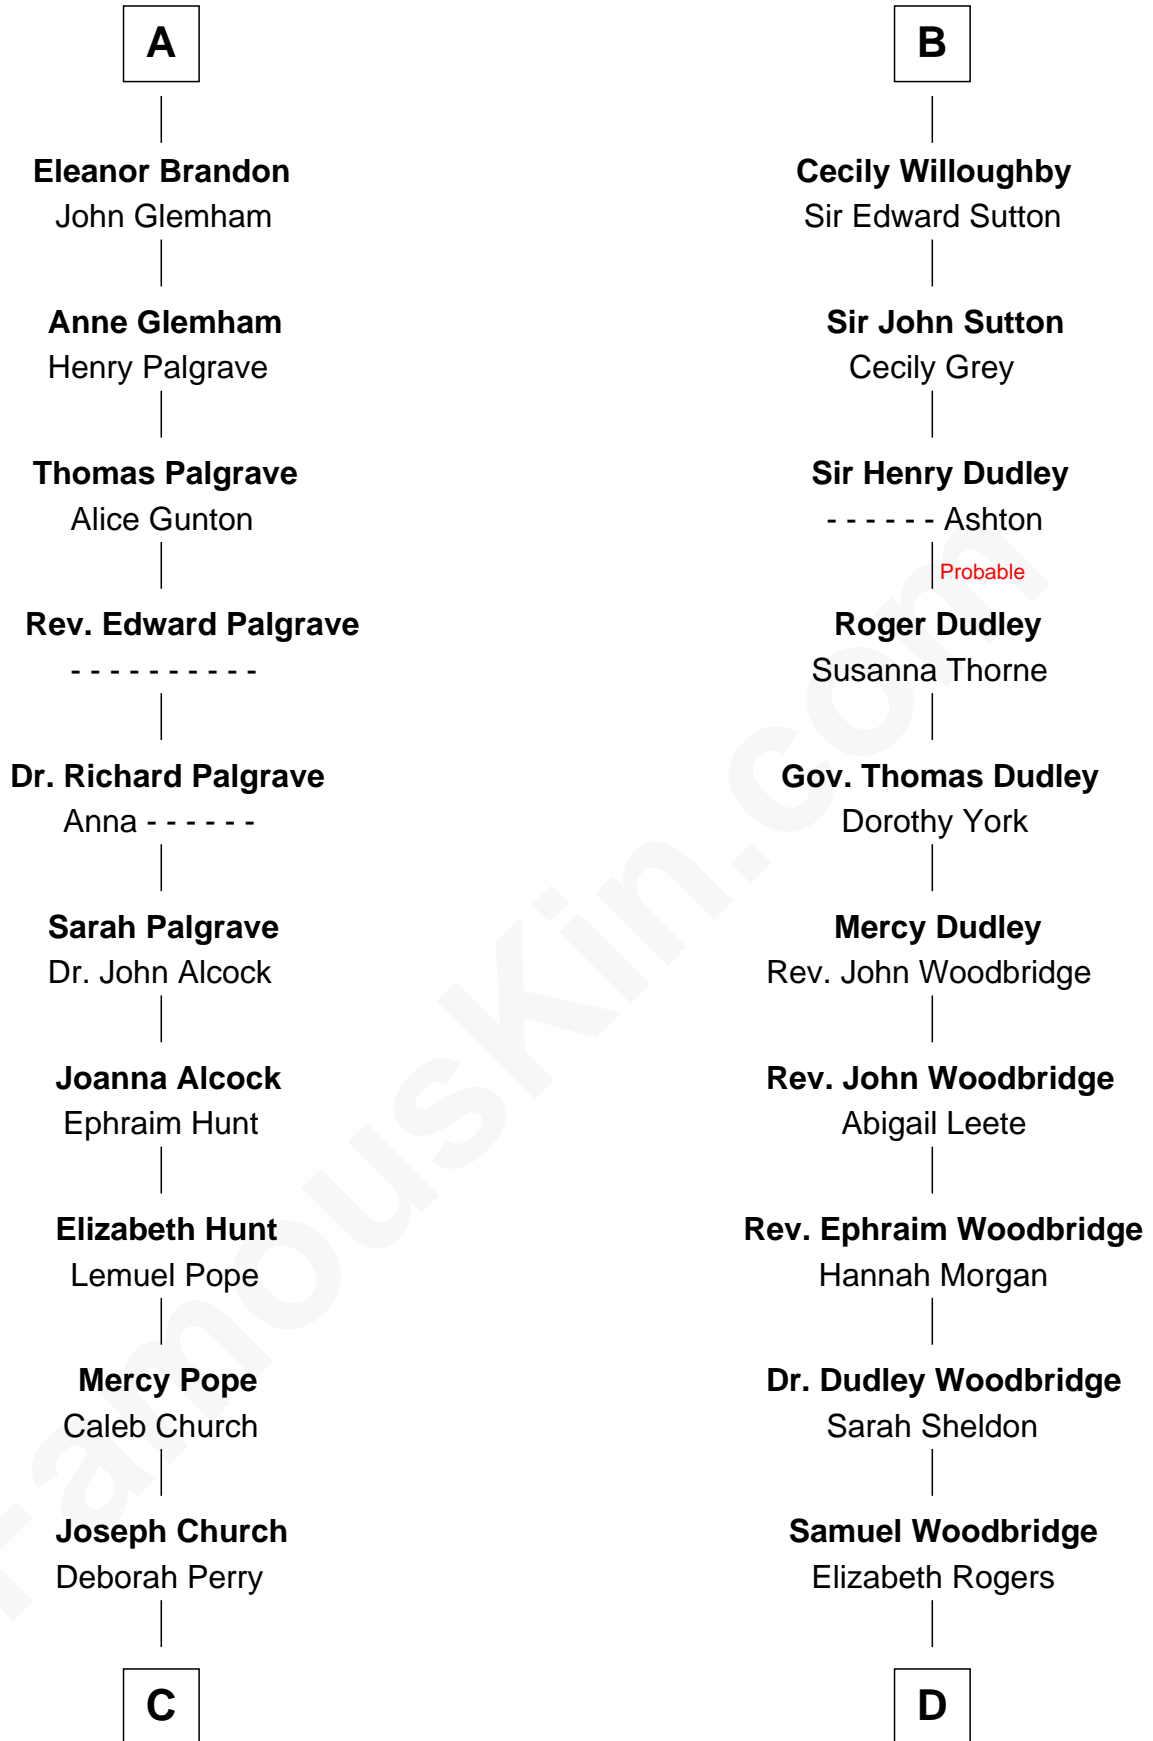 A
Eleanor Brandon
John Glemham
Anne Glemham
Henry Palgrave
Thomas Palgrave
Alice Gunton
Rev. Edward Palgrave
- - - - - - - - - -
Dr. Richard Palgrave
Anna - - - - - -
Sarah Palgrave
Dr. John Alcock
Joanna Alcock
Ephraim Hunt
Elizabeth Hunt
Lemuel Pope
Mercy Pope
Caleb Church
Joseph Church
Deborah Perry
C
B
Cecily Willoughby
Sir Edward Sutton
Sir John Sutton
Cecily Grey
Sir Henry Dudley
- - - - - - Ashton
Probable
Roger Dudley
Susanna Thorne
Gov. Thomas Dudley
Dorothy York
Mercy Dudley
Rev. John Woodbridge
Rev. John Woodbridge
Abigail Leete
Rev. Ephraim Woodbridge
Hannah Morgan
Dr. Dudley Woodbridge
Sarah Sheldon
Samuel Woodbridge
Elizabeth Rogers
D
FamousKin.com